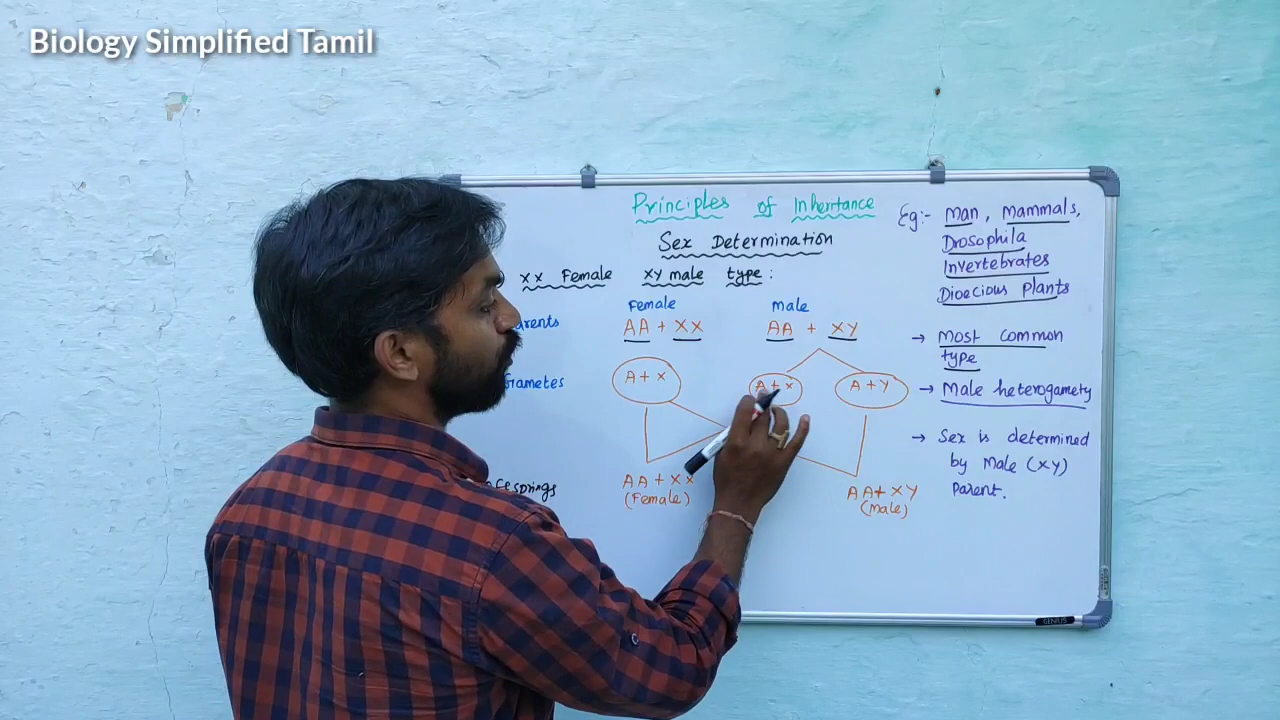 Biology Simplified Tamil
Principles of Inheritance
Sex Determination
XX Female XY male type :
Female Male
AA + XX AA + XY
Gametes
A + X A + X A + Y
AA + XX AA + XY
(Female) (Male)
Eg:- Man, Mammals,
Drosophila
Invertebrates
Dioecious plants
→ Most common
type
→ Male heterogamety
→ Sex is determined
by Male (XY)
Parent.
GENIUS